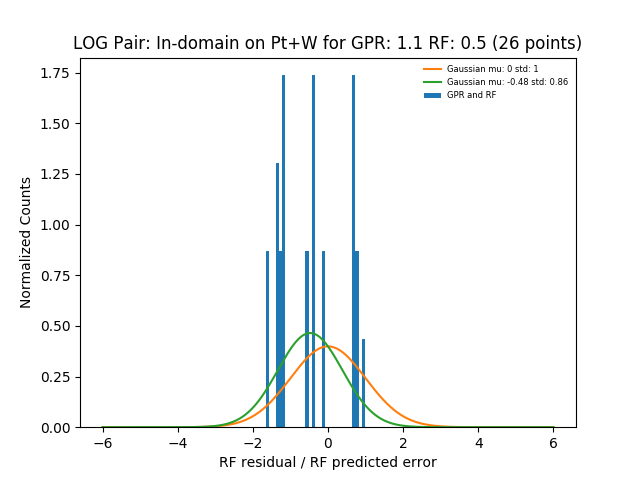 LOG Pair: In-domain on Pt+W for GPR: 1.1 RF: 0.5 (26 points)
Gaussian mu: 0 std: 1
Gaussian mu: -0.48 std: 0.86
GPR and RF
Normalized Counts
1.75
1.50
1.25
1.00
0.75
0.50
0.25
0.00
−6 −4 −2 0 2 4 6
RF residual / RF predicted error